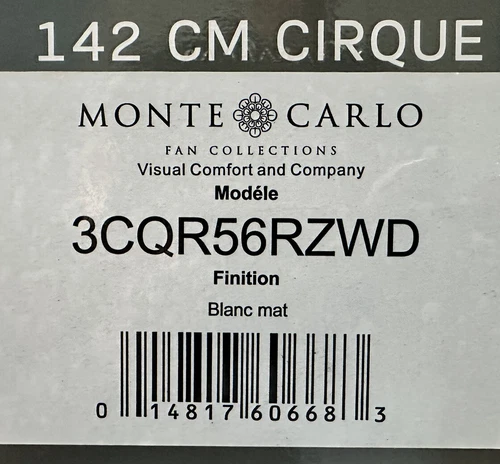 142 CM CIRQUE
MONTE CARLO
FAN COLLECTIONS
Visual Comfort and Company
Modéle
3CQR56RZWD
Finition
Blanc mat
0 14817 60668 3